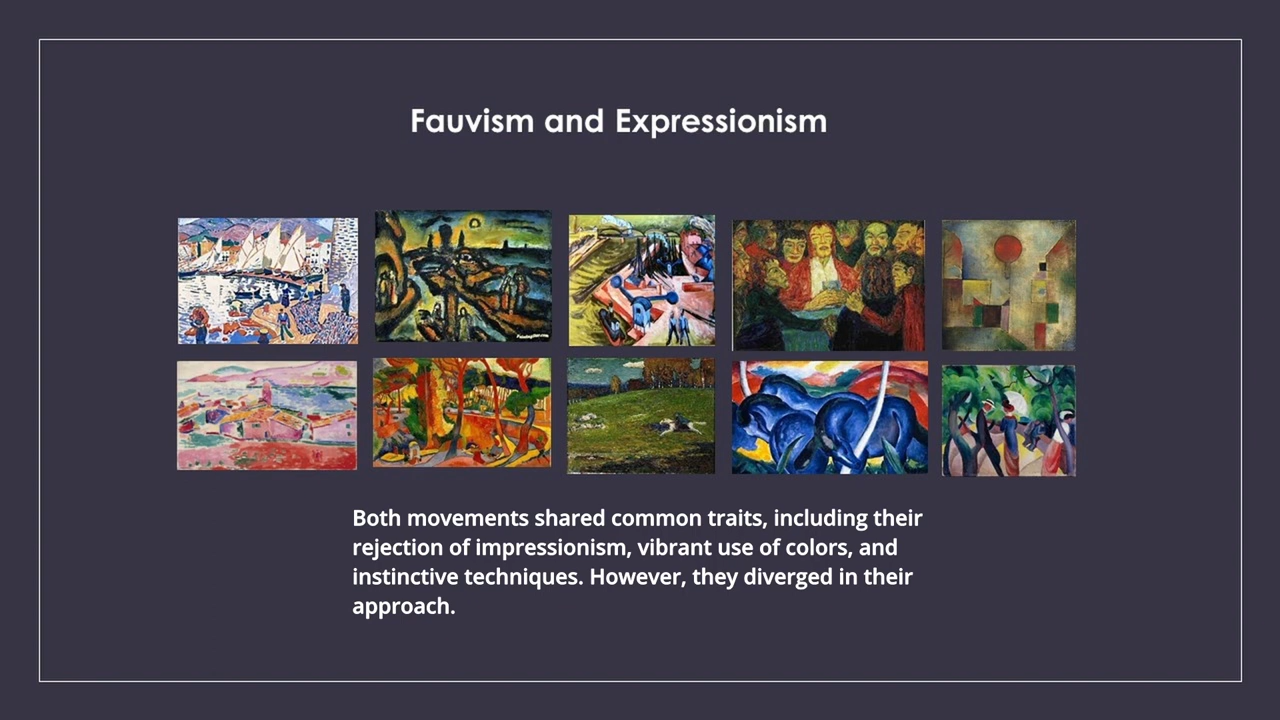 Fauvism and Expressionism
Both movements shared common traits, including their
rejection of impressionism, vibrant use of colors, and
instinctive techniques. However, they diverged in their
approach.